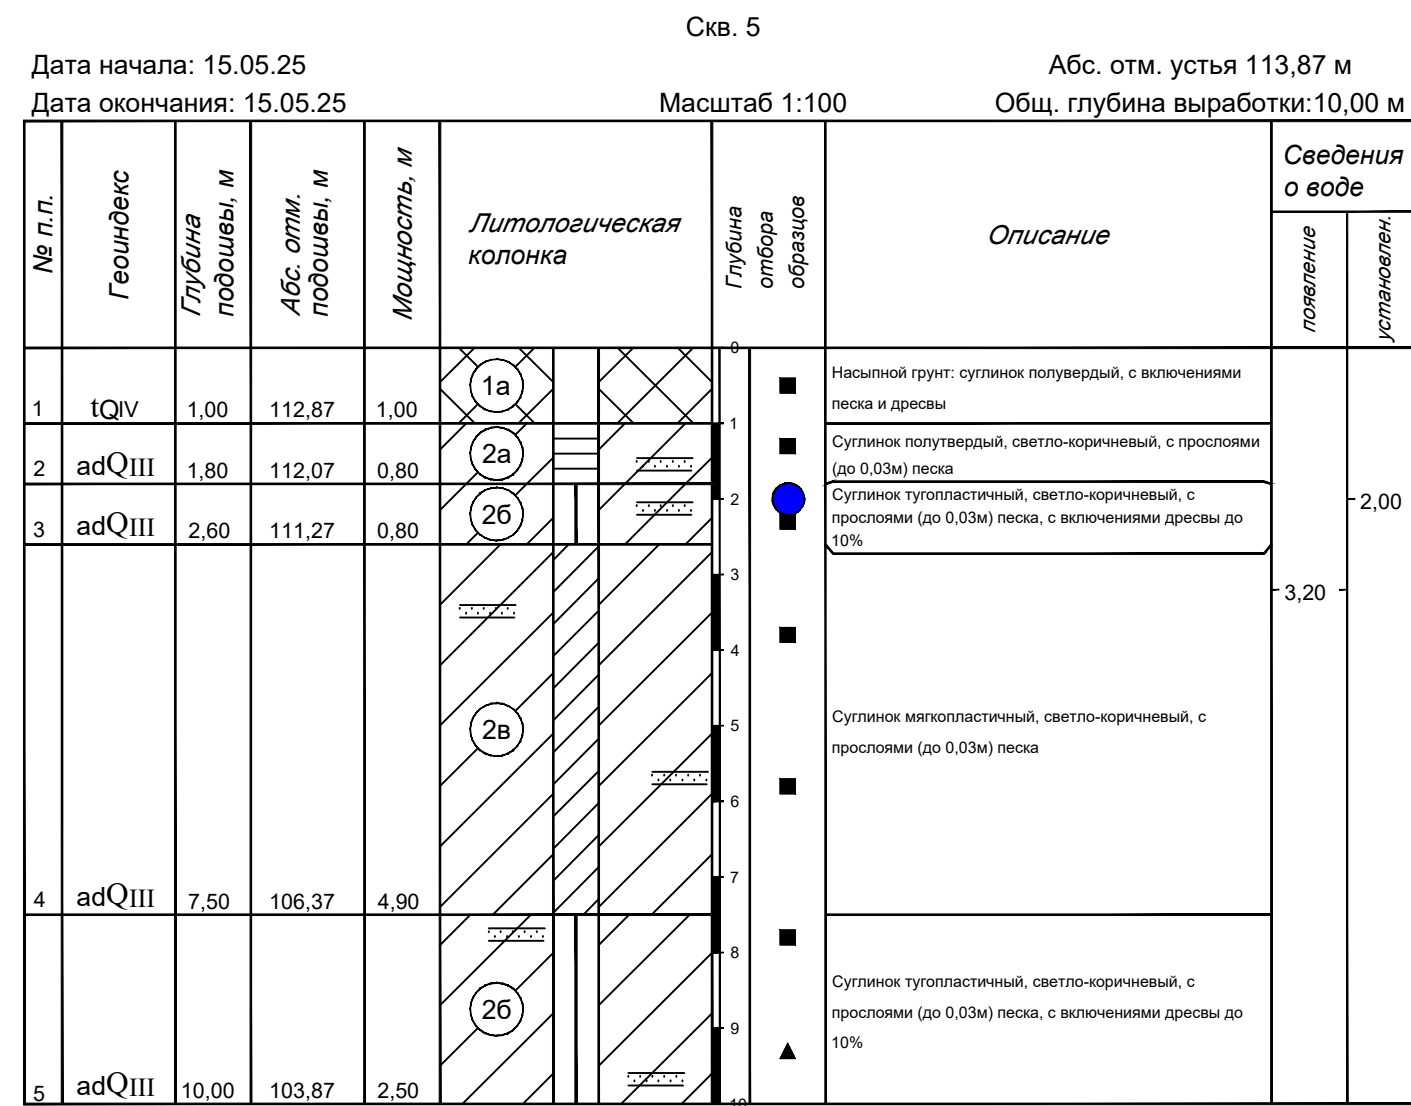 Скв. 5
Дата начала: 15.05.25
Абс. отм. устья 113,87 м
Дата окончания: 15.05.25
Масштаб 1:100
Общ. глубина выработки:10,00 м
№ п.п.
Геоиндекс
Глубина
подошвы, м
Абс. отм.
подошвы, м
Мощность, м
Литологическая
колонка
Глубина
отбора
образцов
Описание
Сведения
о воде
появление
установлен.
0
1а
Насыпной грунт: суглинок полувердый, с включениями
песка и дресвы
1
tQIV
1,00
112,87
1,00
1
2а
Суглинок полутвердый, светло-коричневый, с прослоями
(до 0,03м) песка
2
adQIII
1,80
112,07
0,80
2б
2
Суглинок тугопластичный, светло-коричневый, с
прослоями (до 0,03м) песка, с включениями дресвы до
10%
2,00
3
adQIII
2,60
111,27
0,80
3
3,20
4
5
2в
Суглинок мягкопластичный, светло-коричневый, с
прослоями (до 0,03м) песка
6
7
4
adQIII
7,50
106,37
4,90
8
2б
Суглинок тугопластичный, светло-коричневый, с
прослоями (до 0,03м) песка, с включениями дресвы до
10%
9
5
adQIII
10,00
103,87
2,50
10